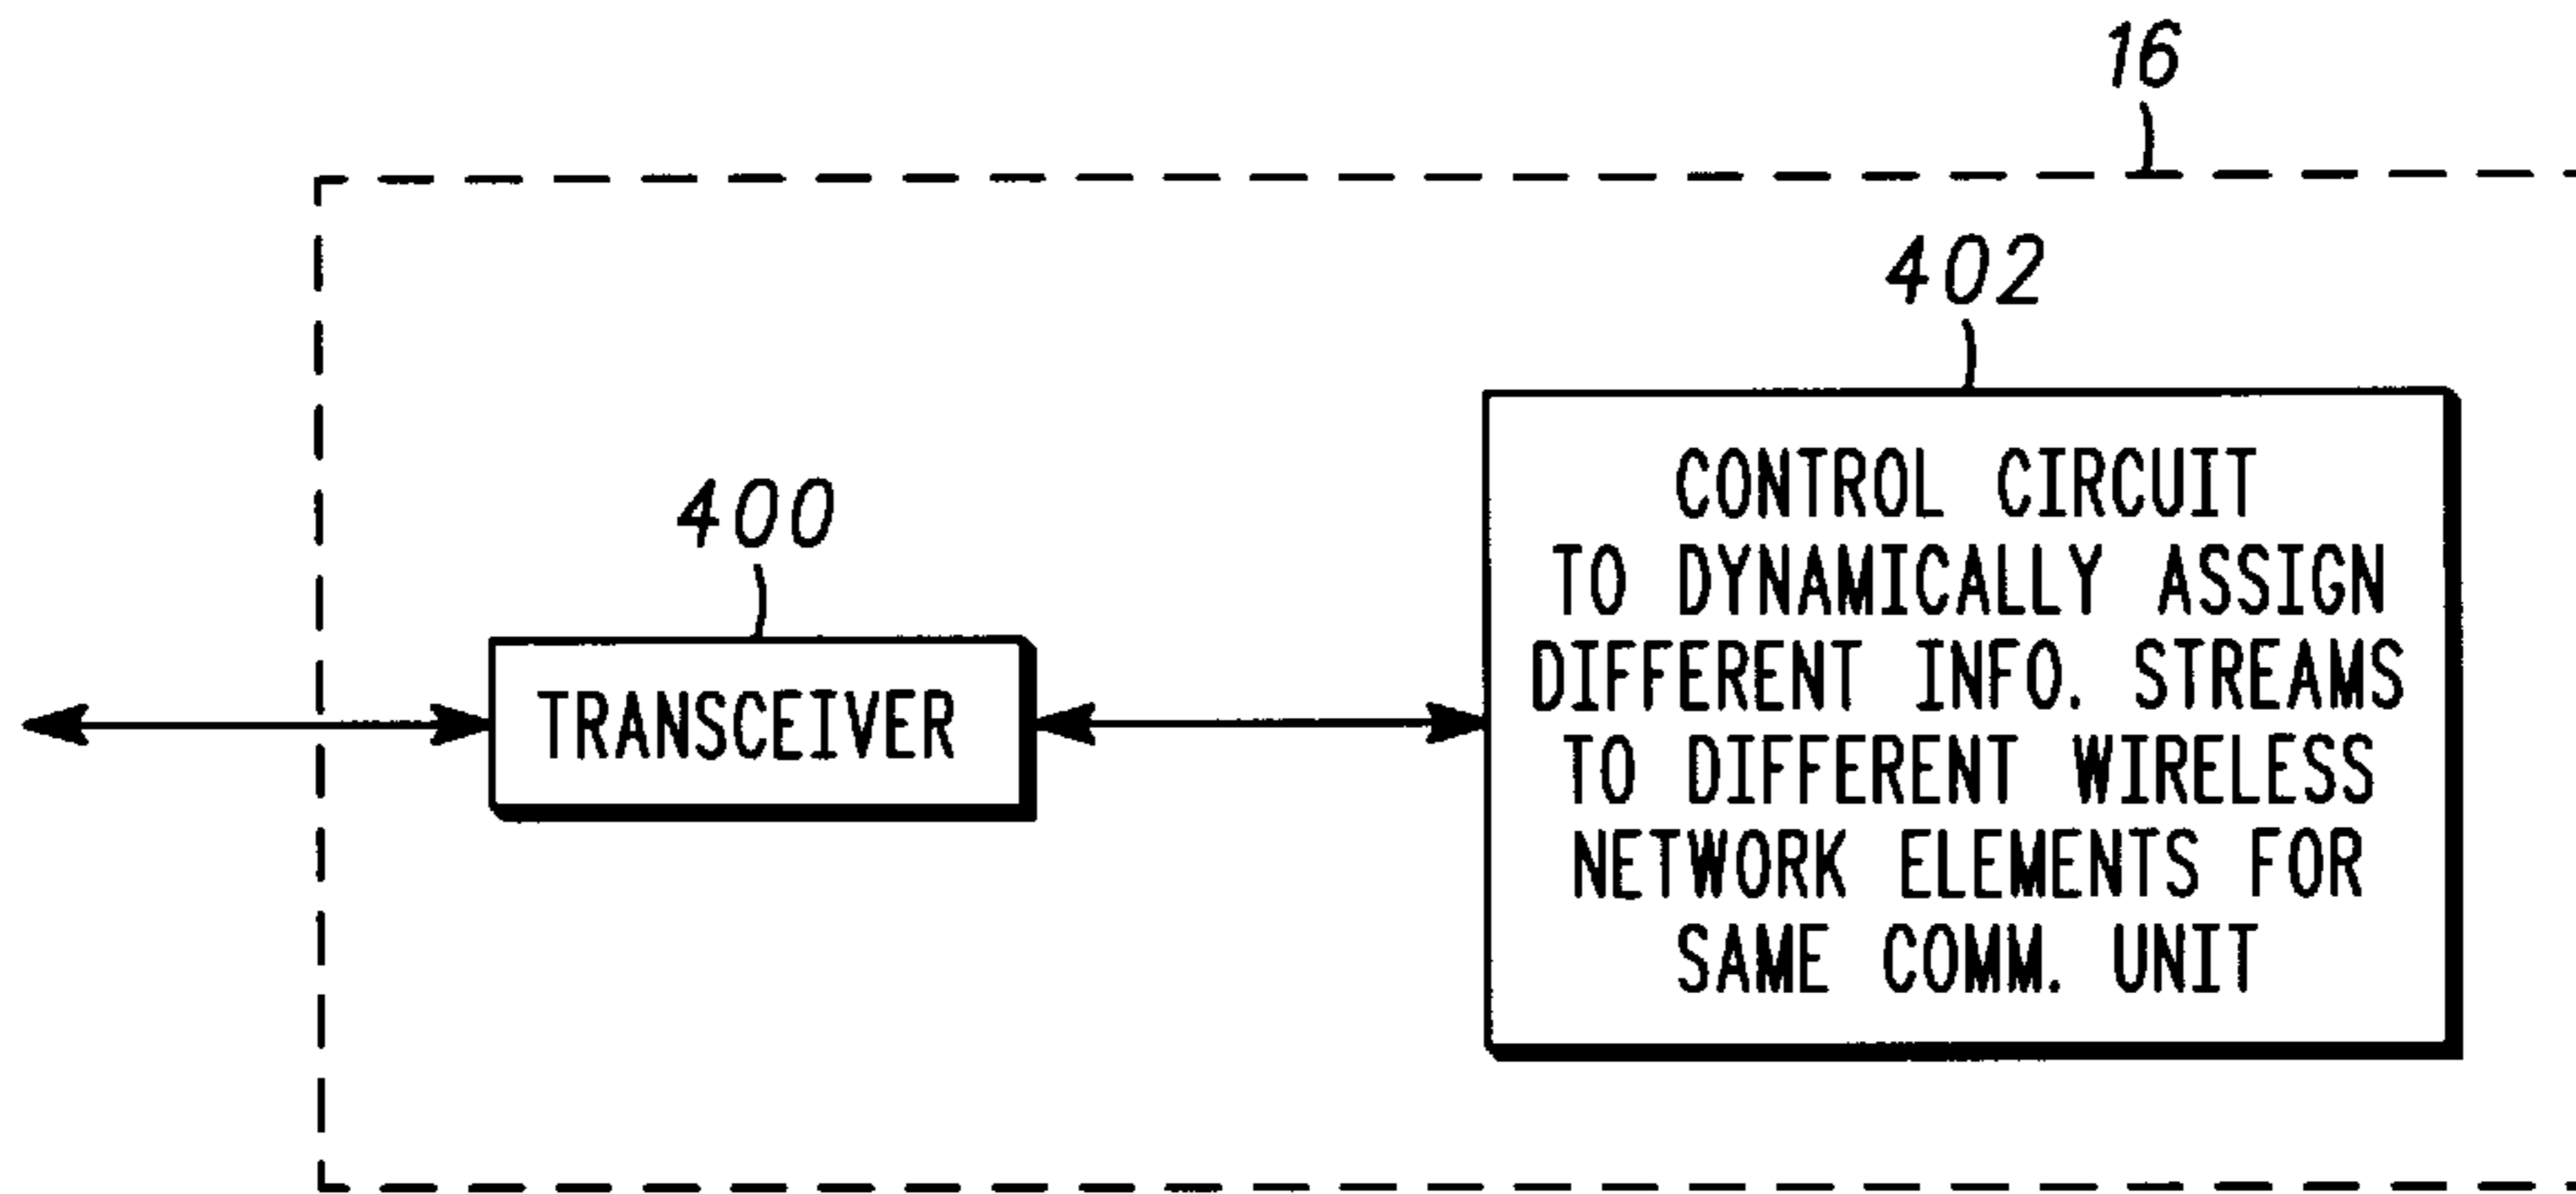 16
402
400
TRANSCEIVER
CONTROL CIRCUIT
TO DYNAMICALLY ASSIGN
DIFFERENT INFO. STREAMS
TO DIFFERENT WIRELESS
NETWORK ELEMENTS FOR
SAME COMM. UNIT